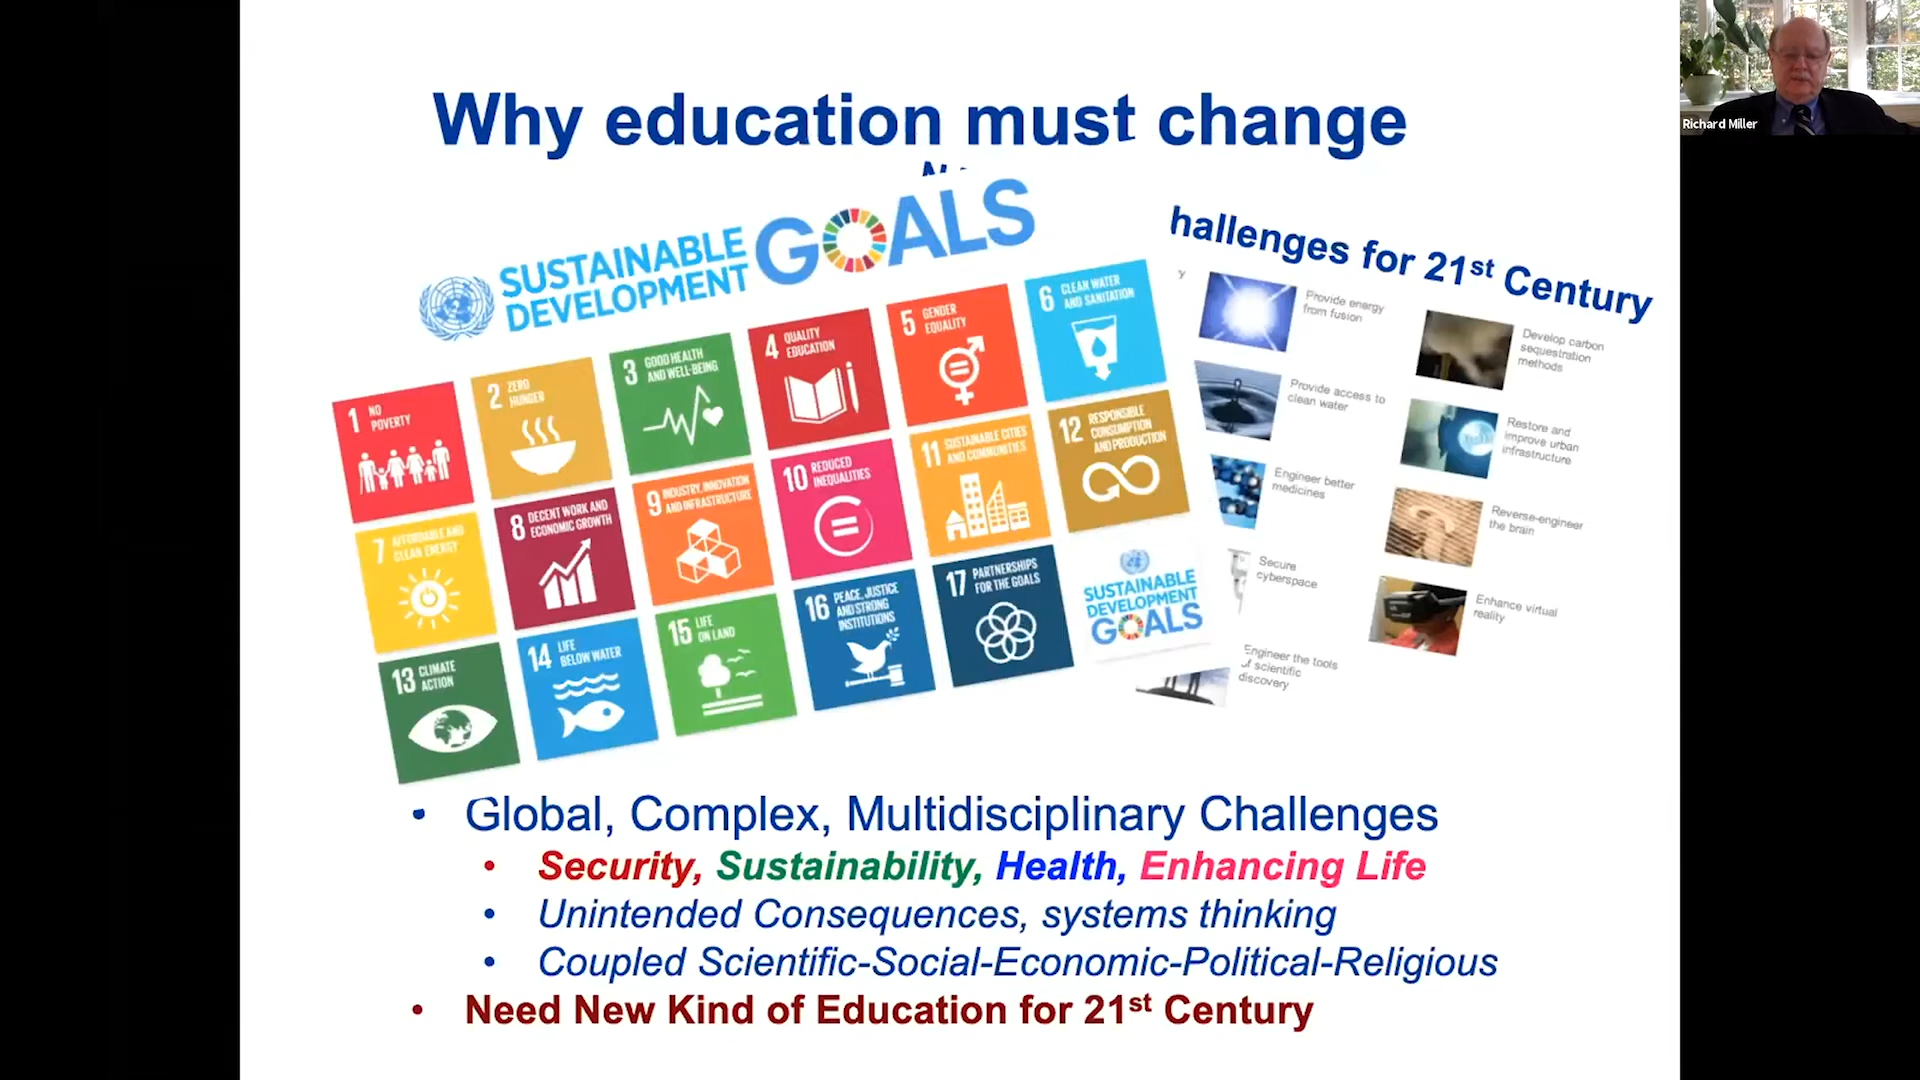 Why education must change
SUSTAINABLE
DEVELOPMENT
GOALS
1 NO
POVERTY
2 ZERO
HUNGER
3 GOOD HEALTH
AND WELL-BEING
4 QUALITY
EDUCATION
5 GENDER
EQUALITY
6 CLEAN WATER
AND SANITATION
7 AFFORDABLE AND
CLEAN ENERGY
8 DECENT WORK AND
ECONOMIC GROWTH
9 INDUSTRY, INNOVATION
AND INFRASTRUCTURE
10 REDUCED
INEQUALITIES
11 SUSTAINABLE CITIES
AND COMMUNITIES
12 RESPONSIBLE
CONSUMPTION
AND PRODUCTION
13 CLIMATE
ACTION
14 LIFE
BELOW WATER
15 LIFE
ON LAND
16 PEACE, JUSTICE
AND STRONG
INSTITUTIONS
17 PARTNERSHIPS
FOR THE GOALS
SUSTAINABLE
DEVELOPMENT
GOALS
hallenges for 21st Century
y
Provide energy
from fusion
Develop carbon
sequestration
methods
Provide access to
clean water
Restore and
improve urban
infrastructure
Engineer better
medicines
Reverse-engineer
the brain
Secure
cyberspace
Enhance virtual
reality
Engineer the tools
of scientific
discovery
• Global, Complex, Multidisciplinary Challenges
• Security, Sustainability, Health, Enhancing Life
• Unintended Consequences, systems thinking
• Coupled Scientific-Social-Economic-Political-Religious
• Need New Kind of Education for 21st Century
Richard Miller